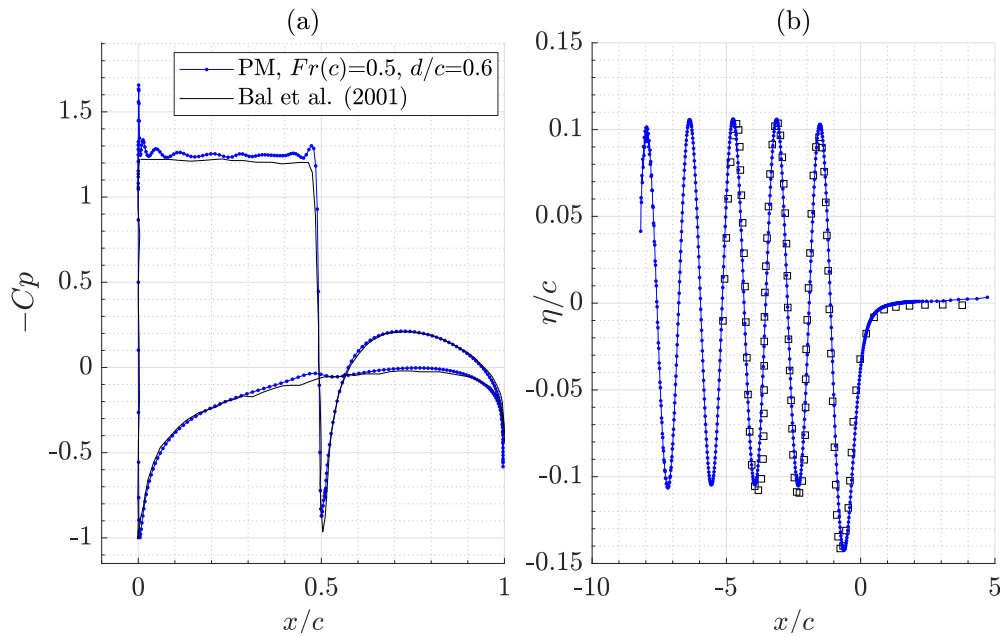 (a)
PM, Fr(c)=0.5, d/c=0.6
Bal et al. (2001)
1.5
1
0.5
0
-0.5
-1
−Cp
0
0.5
1
x/c
(b)
0.15
0.1
0.05
0
-0.05
-0.1
-0.15
η/c
-10
-5
0
5
x/c